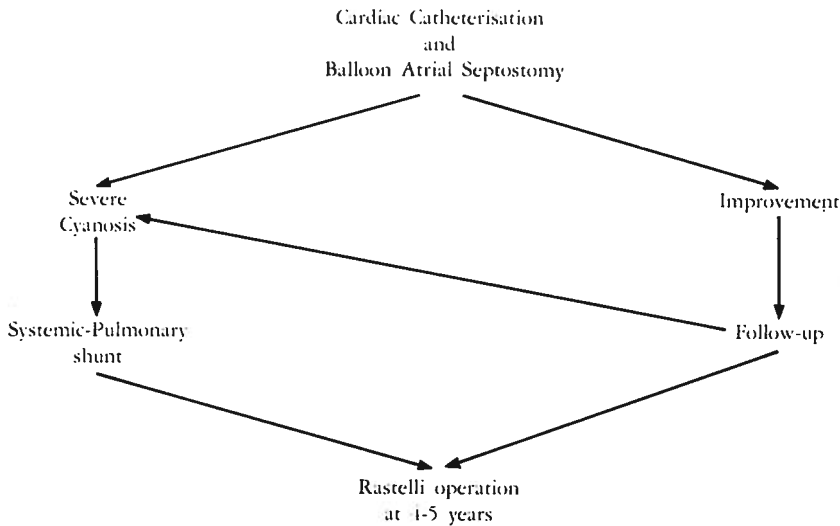 Cardiac Catheterisation
and
Balloon Atrial Septostomy
Severe
Cyanosis
Improvement
Systemic-Pulmonary
shunt
Follow-up
Rastelli operation
at 4-5 years